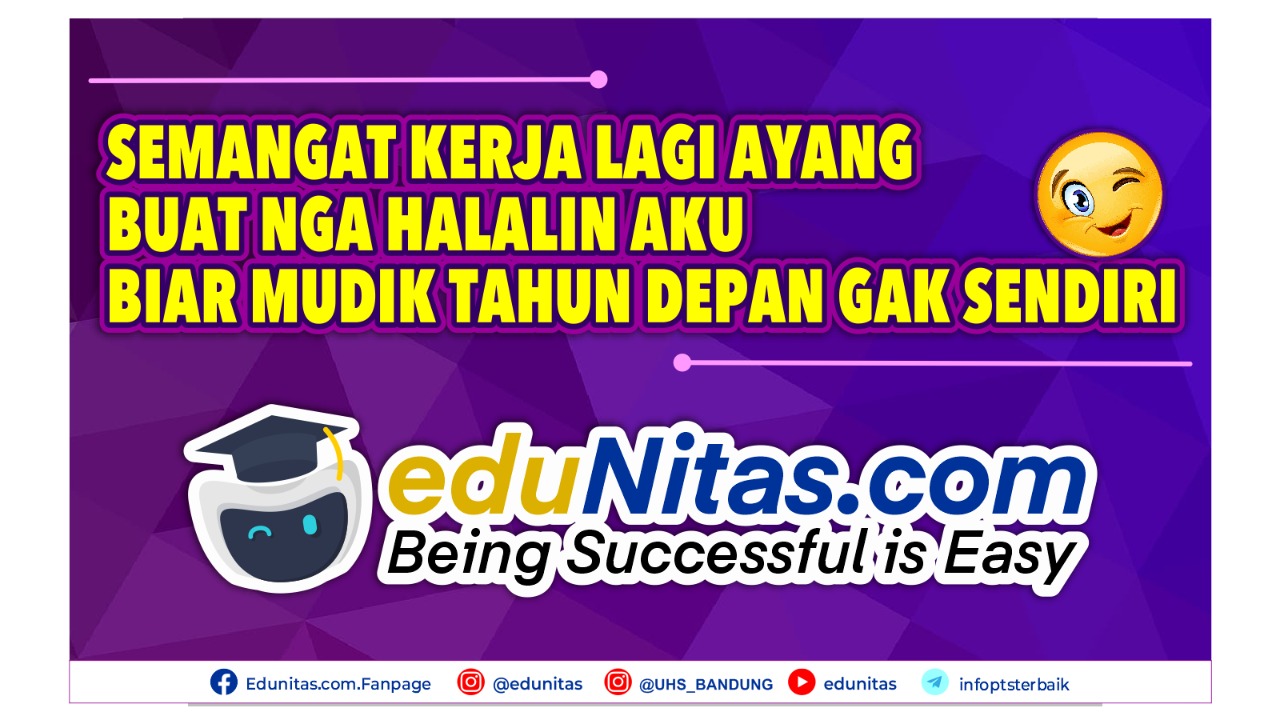 SEMANGAT KERJA LAGI AYANG
BUAT NGA HALALIN AKU
BIAR MUDIK TAHUN DEPAN GAK SENDIRI
eduNitas.com
Being Successful is Easy
Edunitas.com.Fanpage @edunitas @UHS_BANDUNG edunitas infoptsterbaik